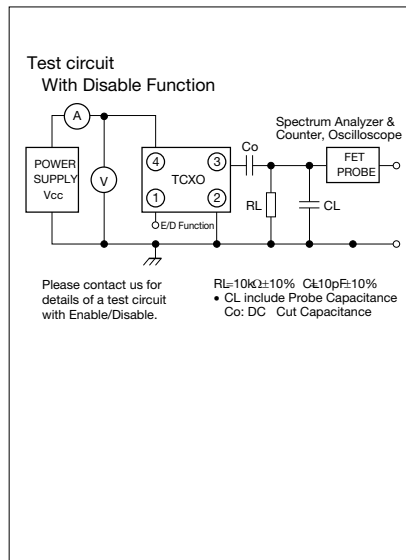 Test circuit
With Disable Function
A
Spectrum Analyzer &
Counter, Oscilloscope
Co
POWER
SUPPLY
Vcc
V
4
3
TCXO
1
2
FET
PROBE
RL
CL
E/D Function
Please contact us for
details of a test circuit
with Enable/Disable.
RL=10kΩ±10% CL=10pF±10%
• CL include Probe Capacitance
Co: DC Cut Capacitance